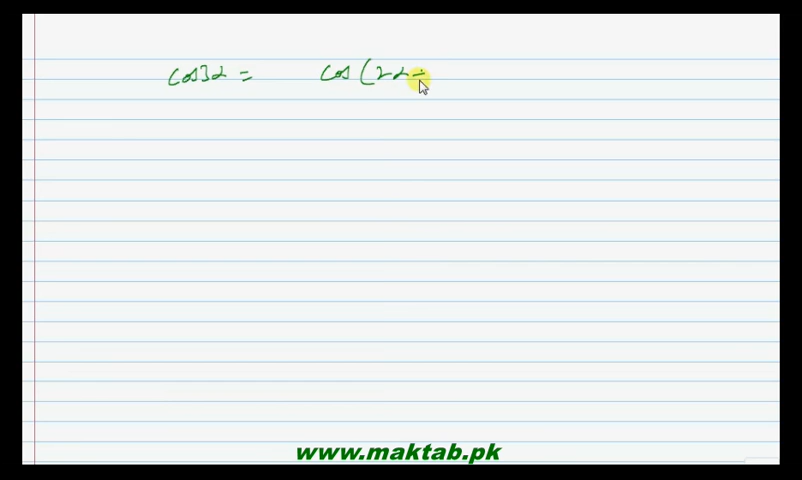 cos3α = cos (2α +
www.maktab.pk